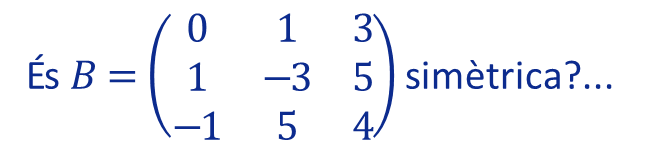 És B = ( 0 1 3
1 −3 5
−1 5 4 ) simètrica?...